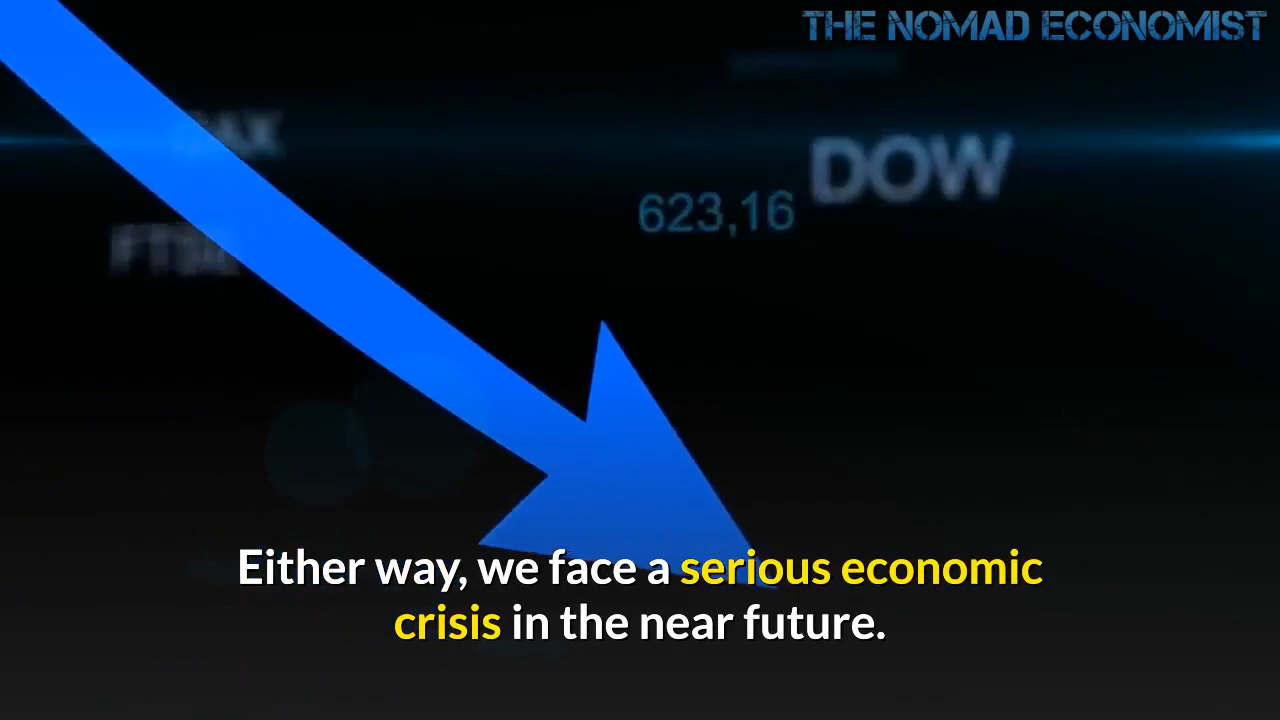 THE NOMAD ECONOMIST
DOW
623,16
Either way, we face a serious economic
crisis in the near future.